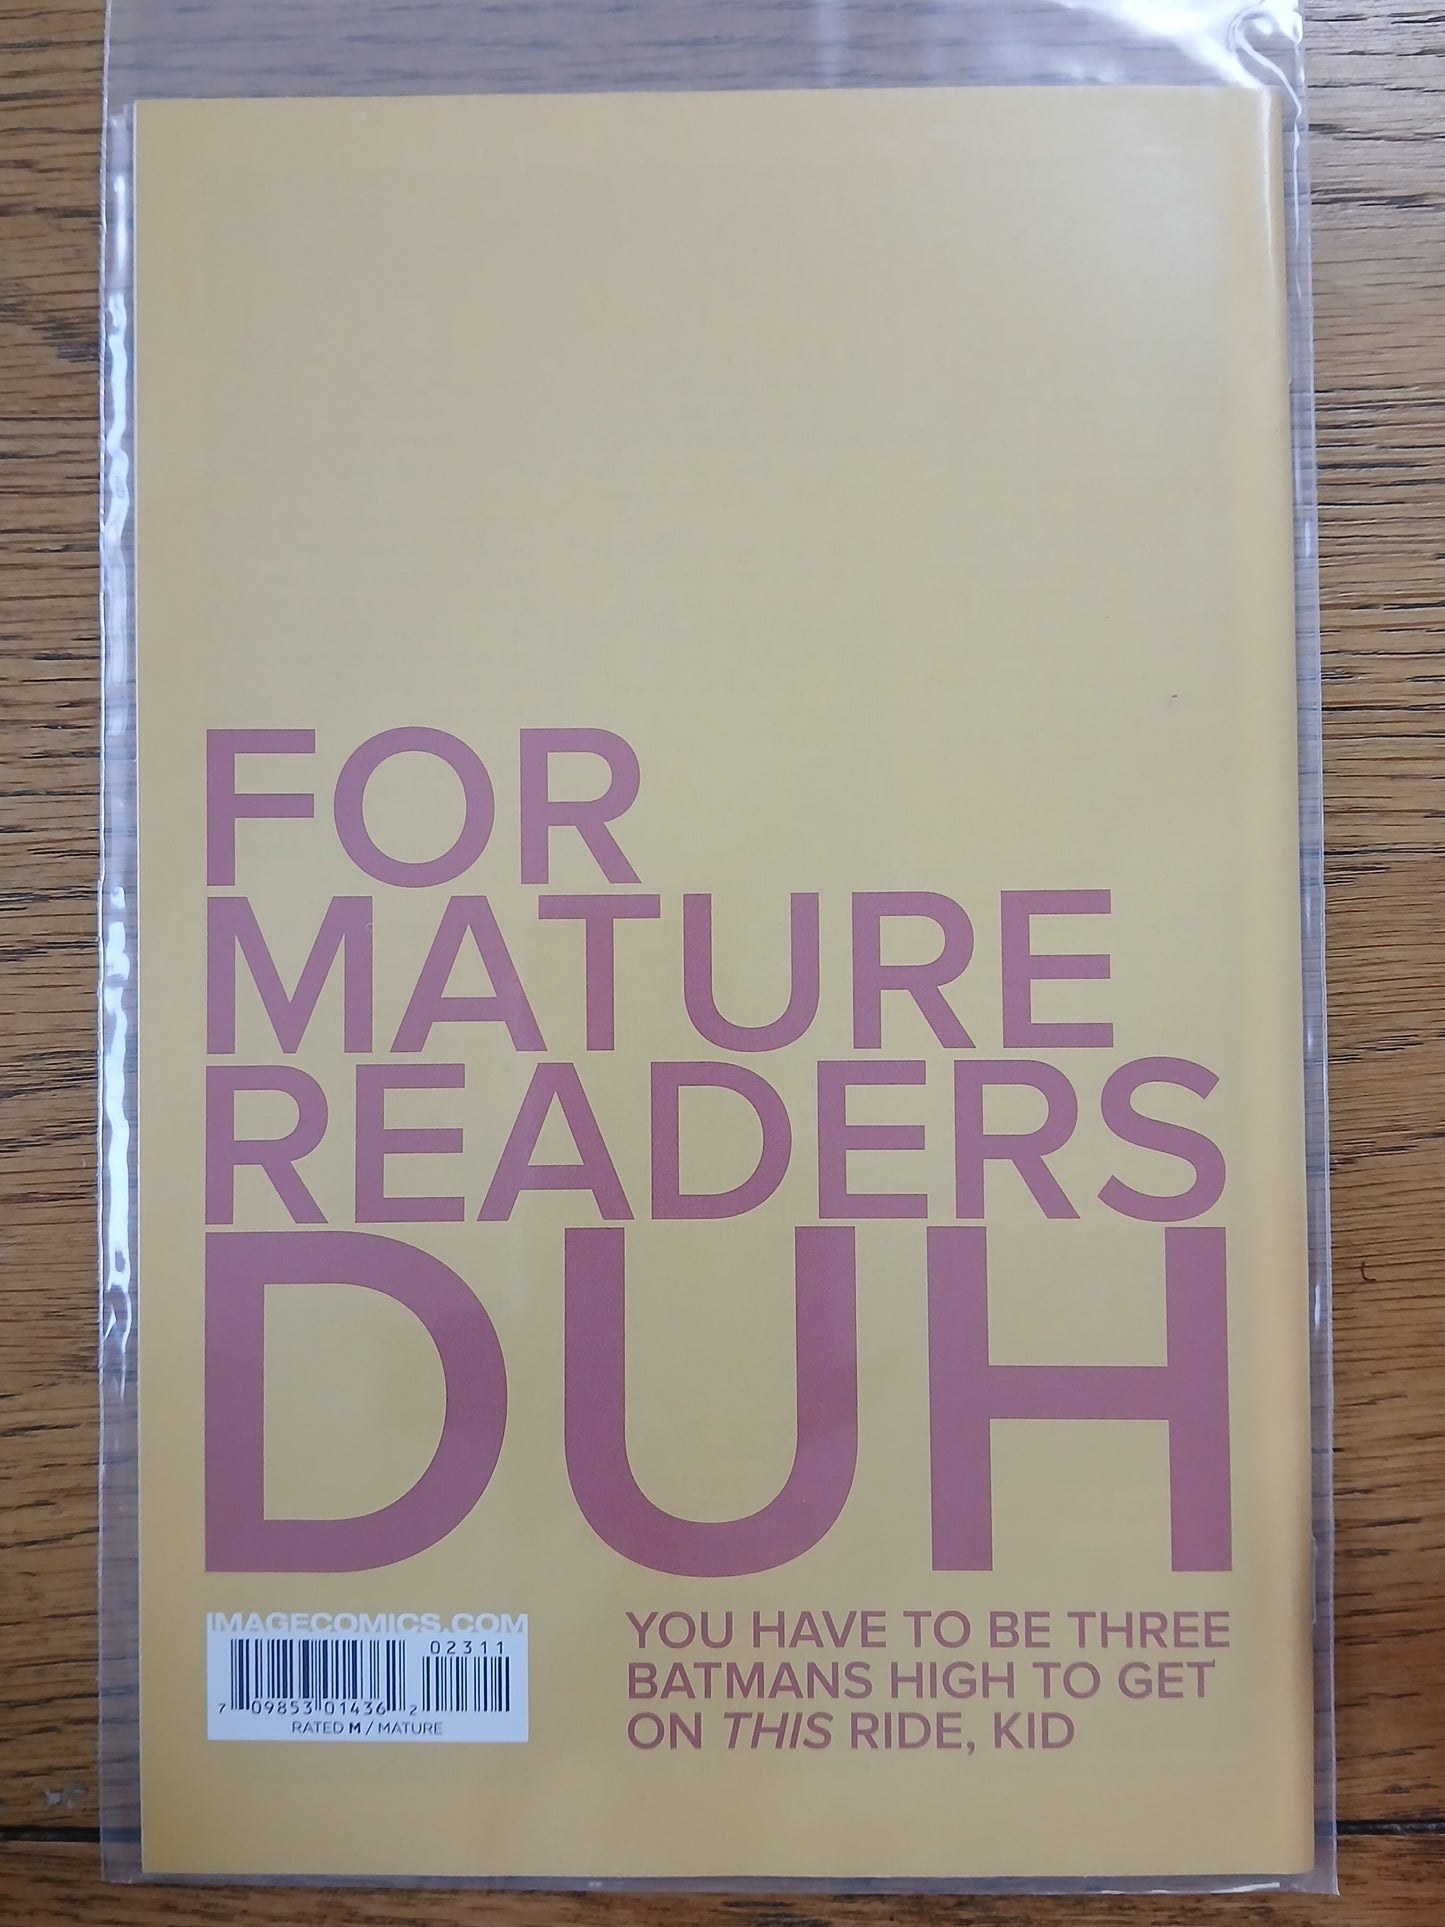 FOR
MATURE
READERS
DUH
IMAGECOMICS.COM
02311
7 09853 01436 2
RATED M / MATURE
YOU HAVE TO BE THREE
BATMANS HIGH TO GET
ON THIS RIDE, KID